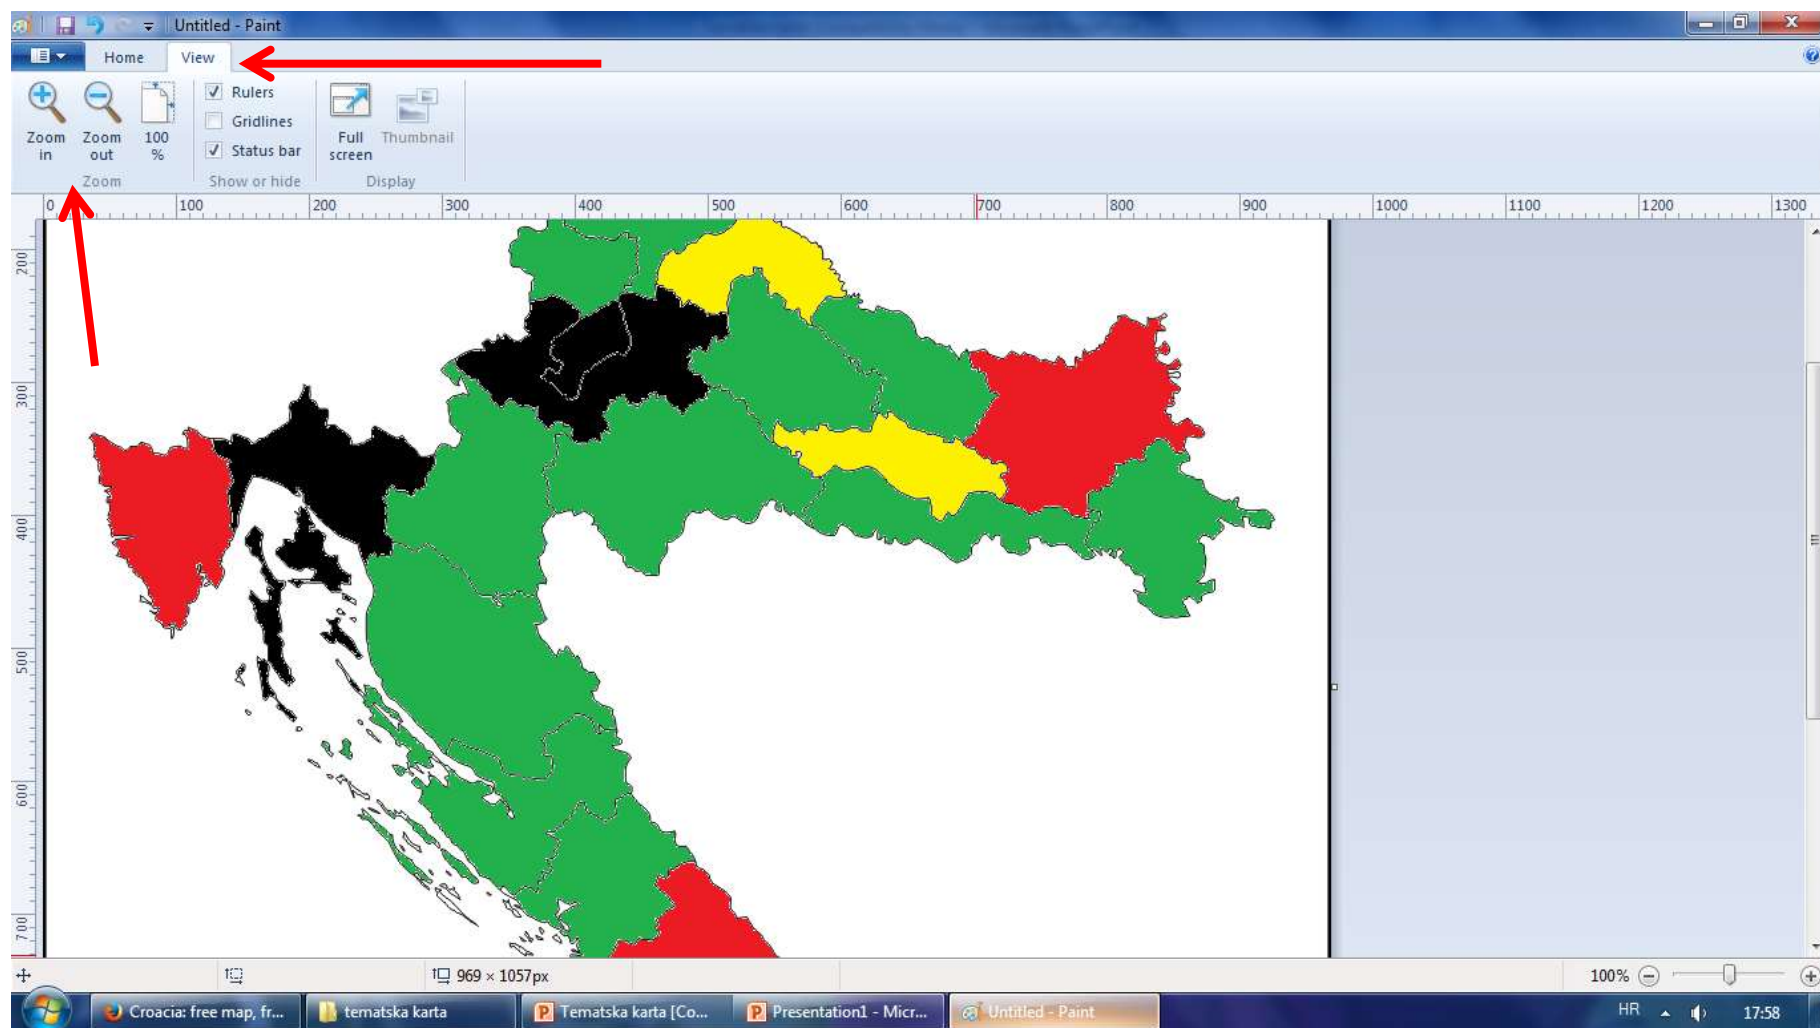 Untitled - Paint
Home View
Zoom in
Zoom out
100 %
Rulers
Gridlines
Status bar
Full screen
Thumbnail
Zoom
Show or hide
Display
0 100 200 300 400 500 600 700 800 900 1000 1100 1200 1300
200
300
400
500
600
700
969 × 1057px
100%
Croacia: free map, fr...
tematska karta
Tematska karta [Co...
Presentation1 - Micr...
Untitled - Paint
HR
17:58